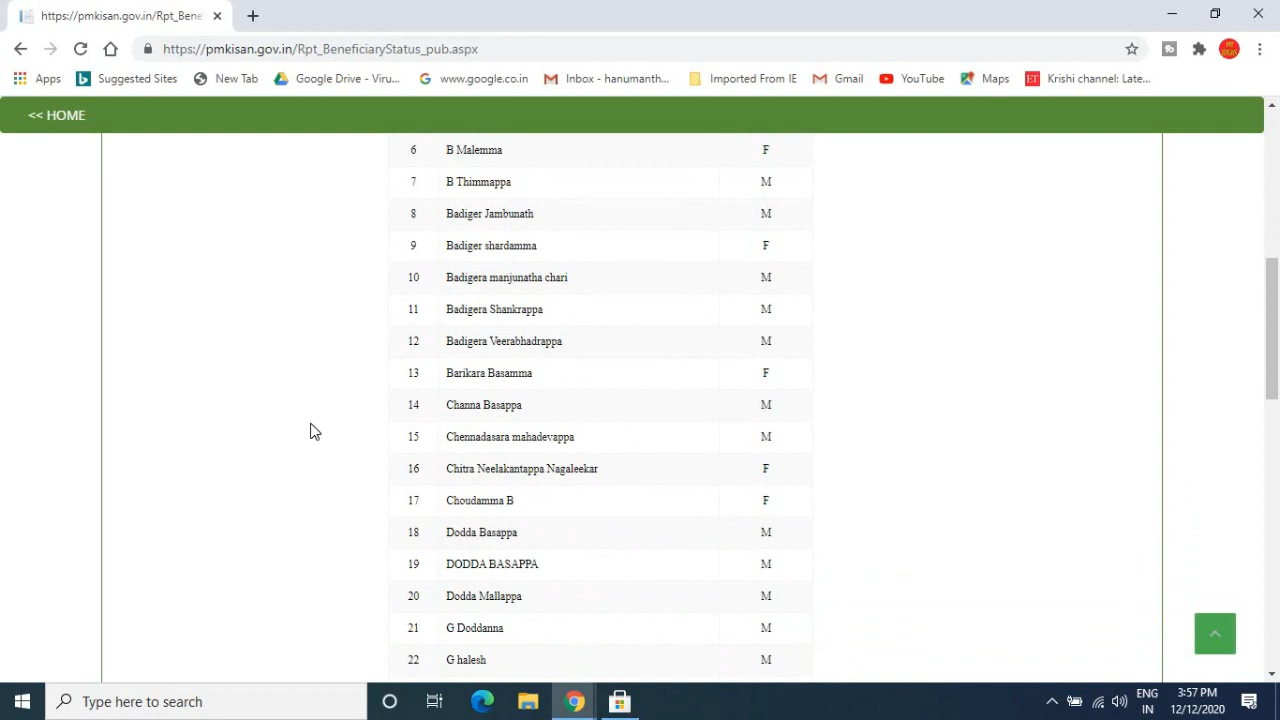 https://pmkisan.gov.in/Rpt_Bene
https://pmkisan.gov.in/Rpt_BeneficiaryStatus_pub.aspx
Apps Suggested Sites New Tab Google Drive - Viru... www.google.co.in Inbox - hanumanth... Imported From IE Gmail YouTube Maps Krishi channel: Late...
<< HOME
6 B Malemma F
7 B Thimmappa M
8 Badiger Jambunath M
9 Badiger shardamma F
10 Badigera manjunatha chari M
11 Badigera Shankrappa M
12 Badigera Veerabhadrappa M
13 Barikara Basamma F
14 Channa Basappa M
15 Chennadasara mahadevappa M
16 Chitra Neelakantappa Nagaleekar F
17 Choudamma B F
18 Dodda Basappa M
19 DODDA BASAPPA M
20 Dodda Mallappa M
21 G Doddanna M
22 G halesh M
Type here to search
ENG 3:57 PM
IN 12/12/2020